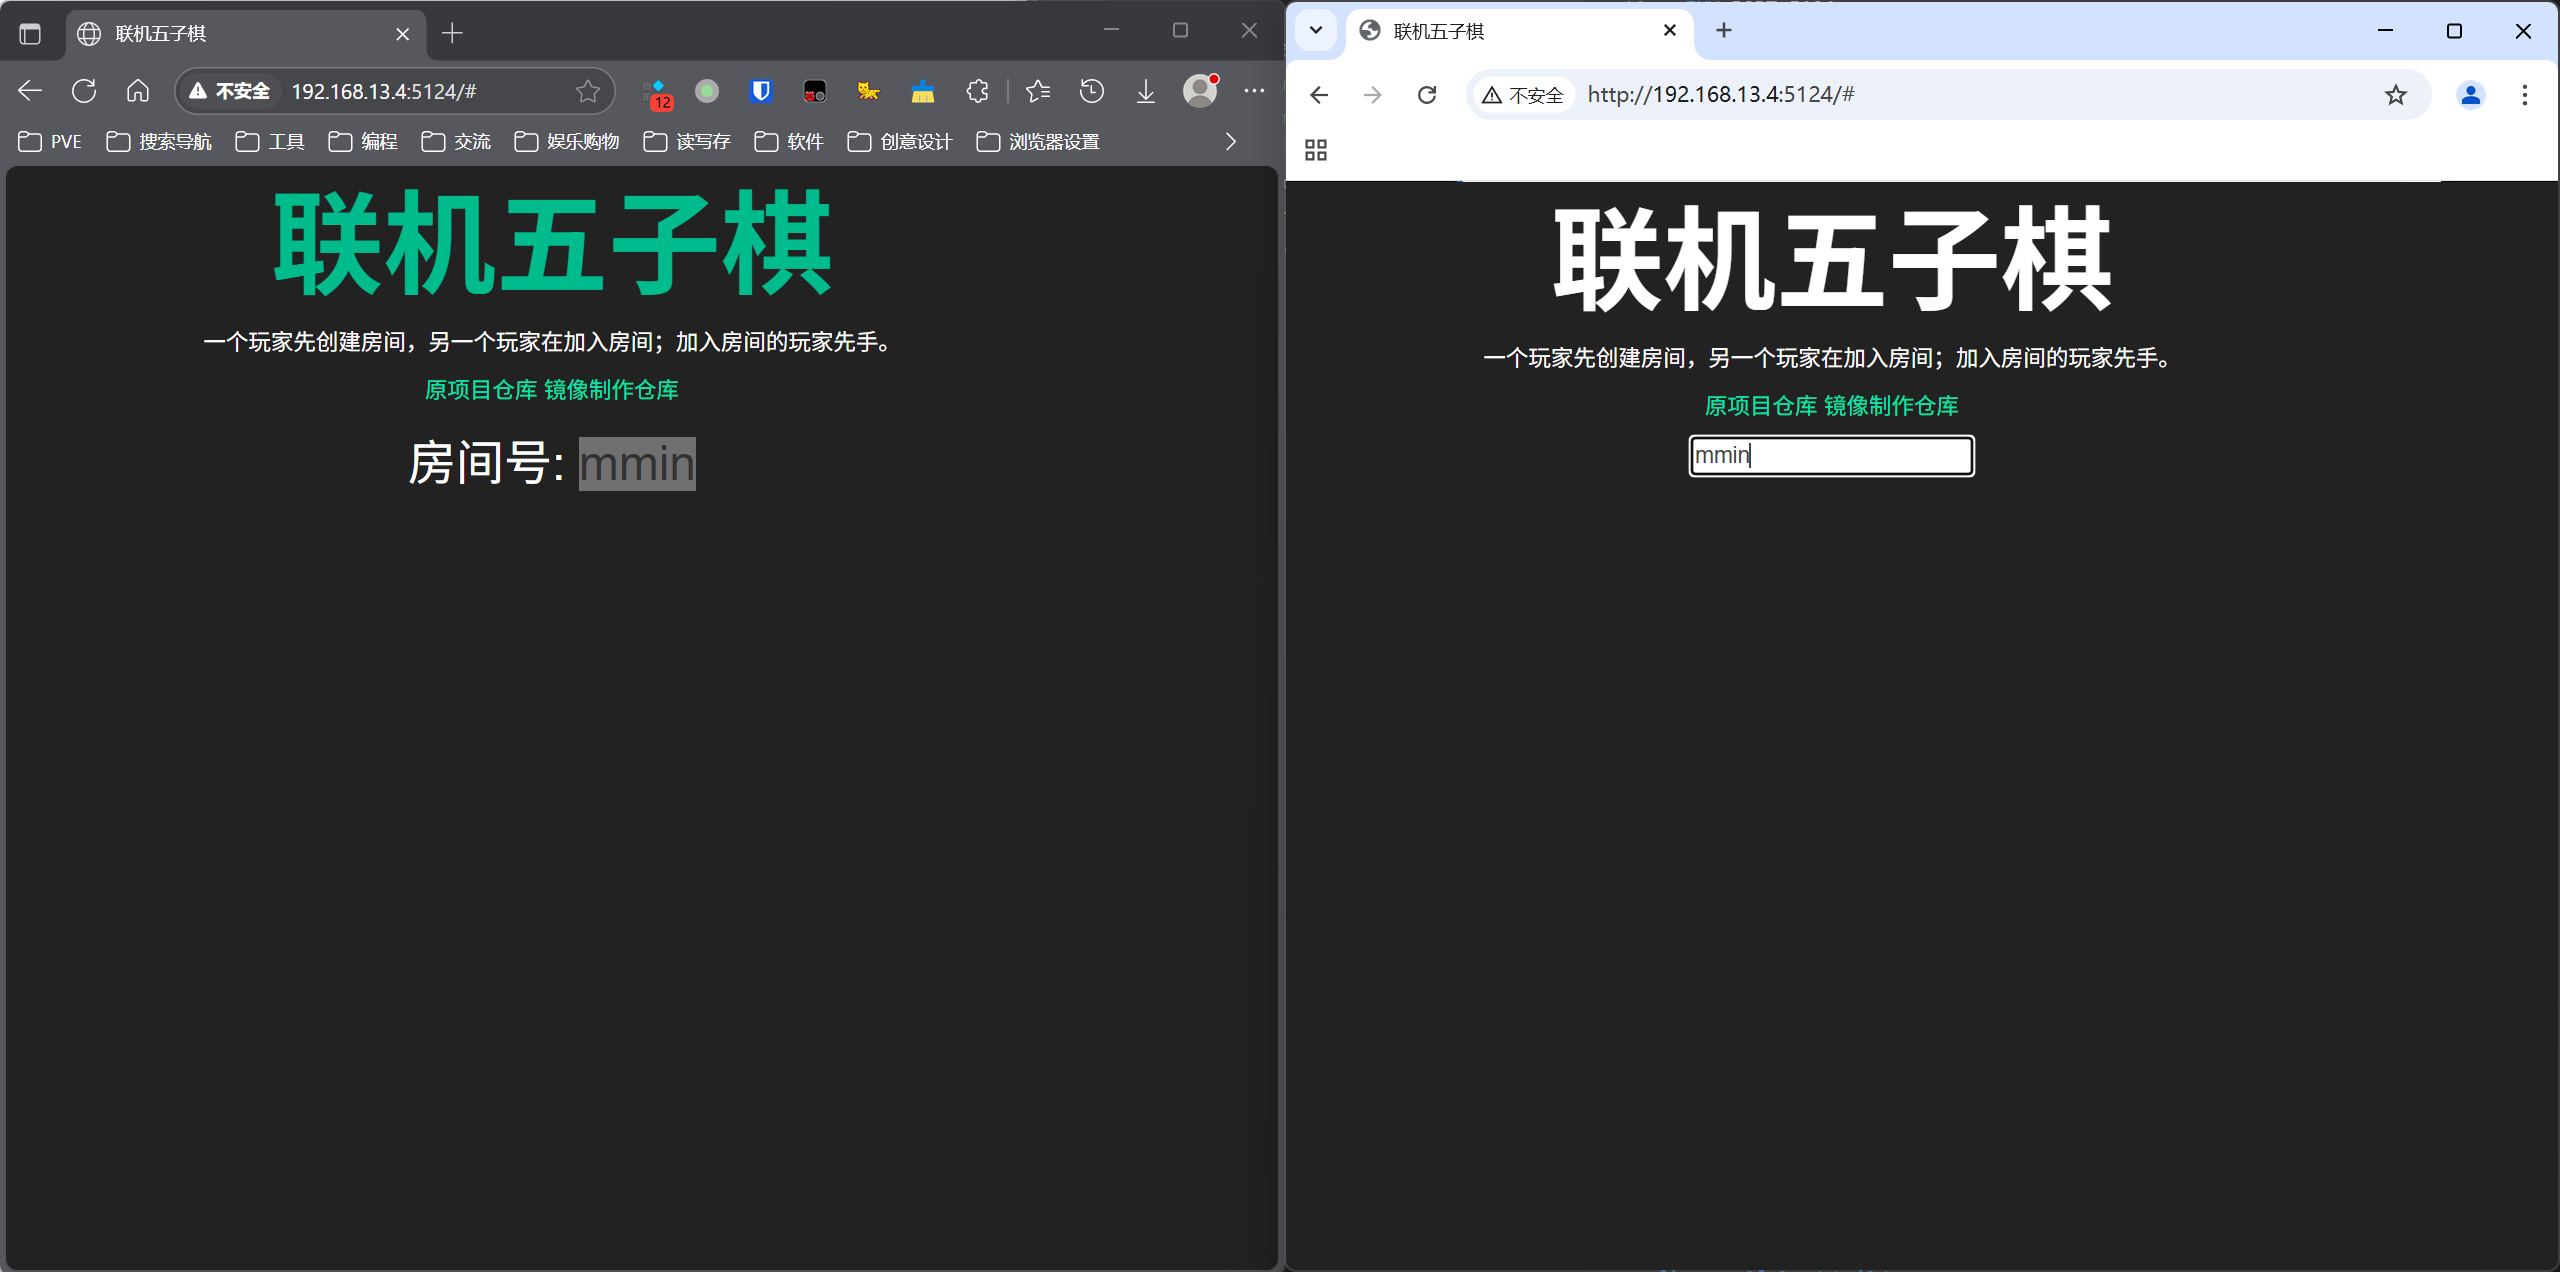 联机五子棋
不安全 192.168.13.4:5124/#
12
PVE 搜索导航 工具 编程 交流 娱乐购物 读写存 软件 创意设计 浏览器设置
联机五子棋
一个玩家先创建房间，另一个玩家在加入房间；加入房间的玩家先手。
原项目仓库 镜像制作仓库
房间号: mmin
联机五子棋
不安全 http://192.168.13.4:5124/#
联机五子棋
一个玩家先创建房间，另一个玩家在加入房间；加入房间的玩家先手。
原项目仓库 镜像制作仓库
mmin